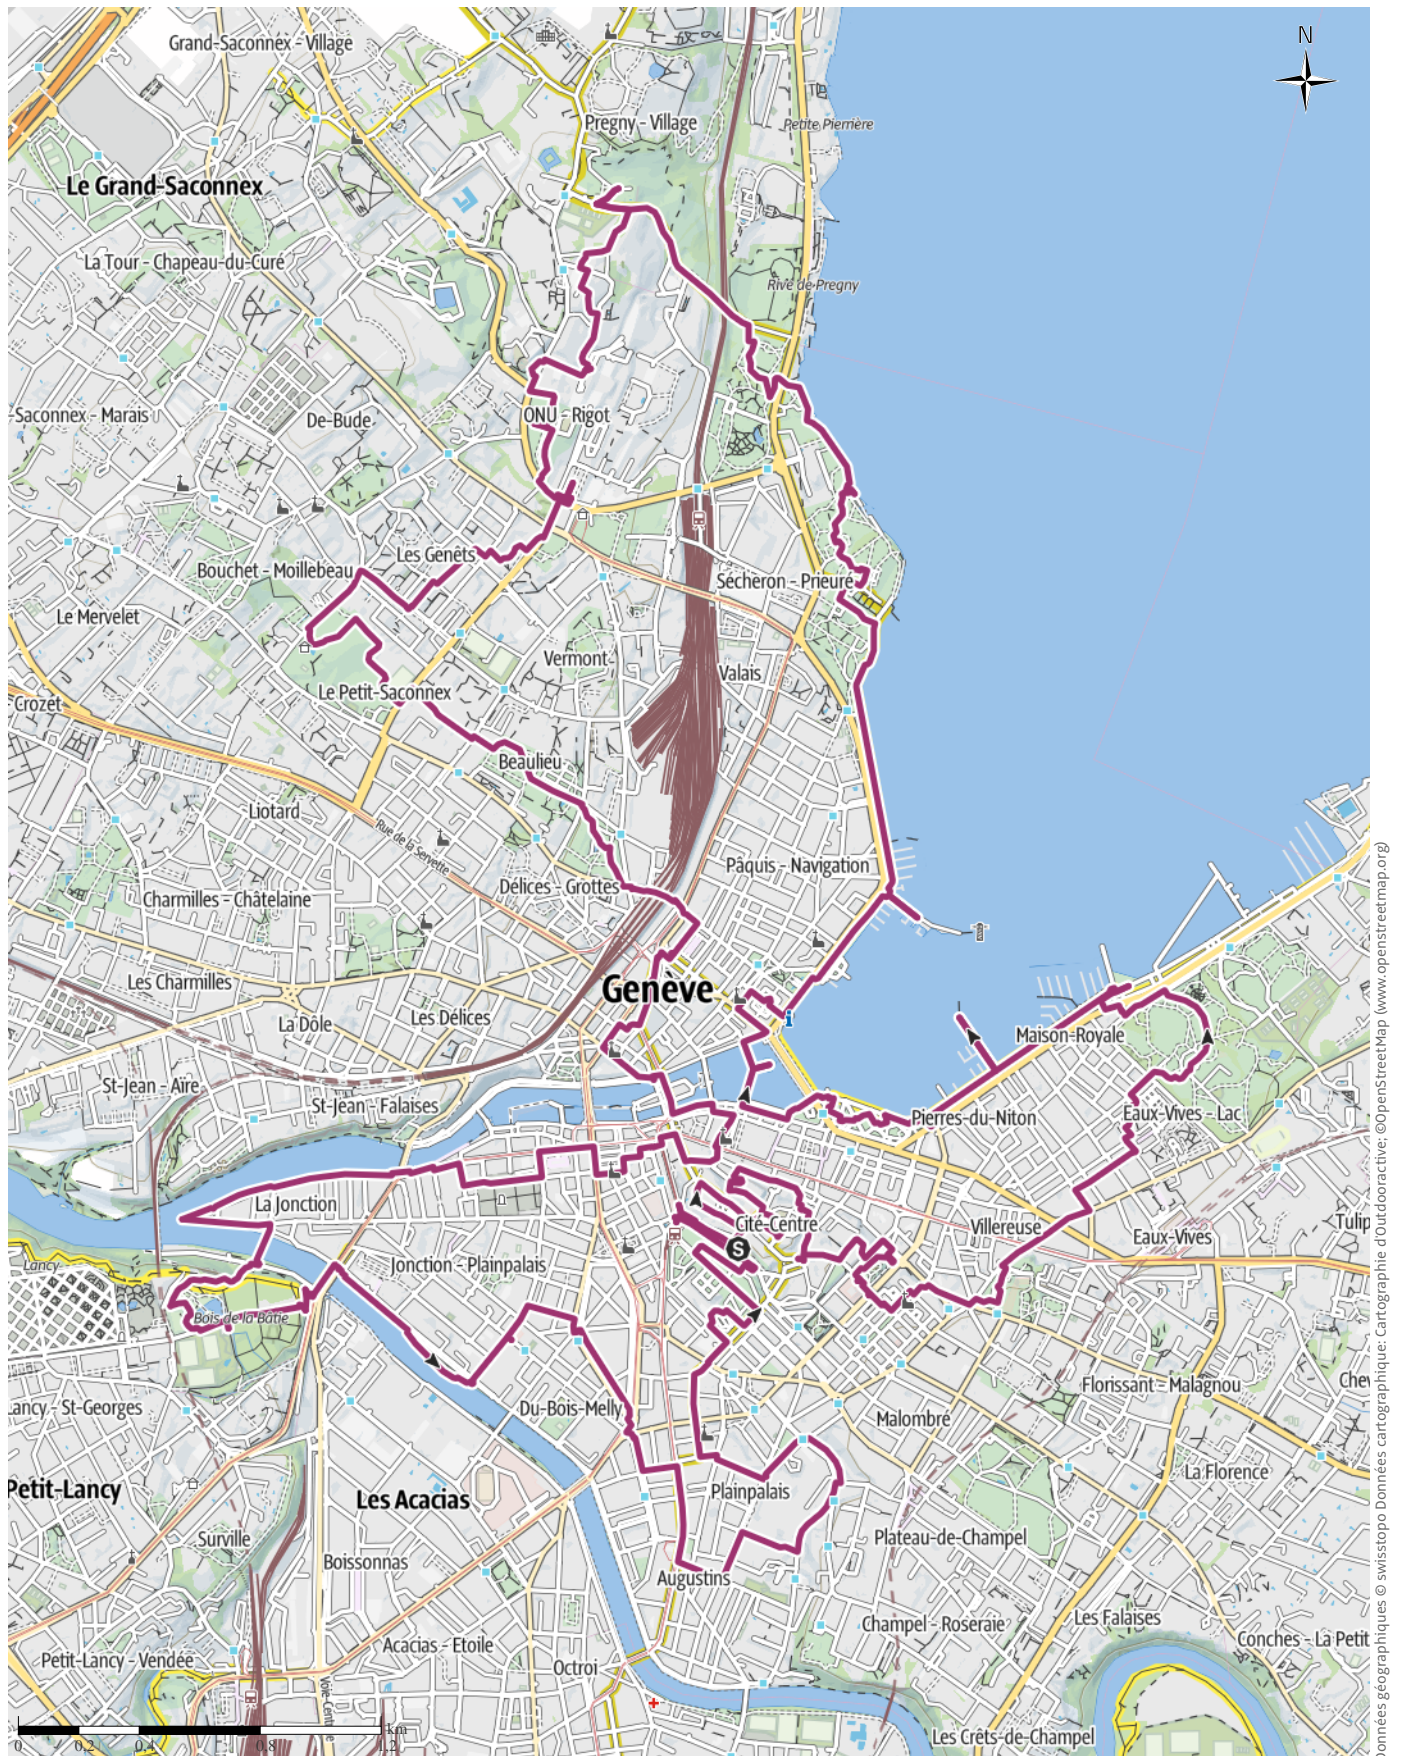 Grand-Saconnex - Village
N
Pregny - Village
Petite Pierrière
Le Grand-Saconnex
La Tour - Chapeau-du-Curé
Rive de Pregny
-Saconnex - Marais
De-Bude
ONU - Rigot
Les Genêts
Bouchet - Moillebeau
Sécheron - Prieuré
Le Mervelet
Vermont
Valais
Le Petit-Saconnex
Crozet
Beaulieu
Liotard
Rue de la Servette
Pâquis - Navigation
Délices - Grottes
Charmilles - Châtelaine
Les Charmilles
Genève
La Dôle
Les Délices
i
Maison-Royale
St-Jean - Aïre
St-Jean - Falaises
Pierres-du-Niton
Eaux-Vives - Lac
La Jonction
Cité-Centre
Villereuse
Eaux-Vives
Tulip
S
Lancy
Jonction - Plainpalais
Bois de la Bâtie
Florissant - Malagnou
Chev
Lancy - St-Georges
Du-Bois-Melly
Malombré
La Florence
Petit-Lancy
Les Acacias
Plainpalais
Surville
Plateau-de-Champel
Boissonnas
Augustins
Les Falaises
Champel - Roseraie
Acacias - Etoile
Conches - La Petit
Petit-Lancy - Vendée
Octroi
Voie-Centr
Les Crêts-de-Champel
km
0 0.2 0.4 0.8 1.2
onnées géographiques © swisstopo Données cartographique: Cartographie d'Outdooractive; ©OpenStreetMap (www.openstreetmap.org)